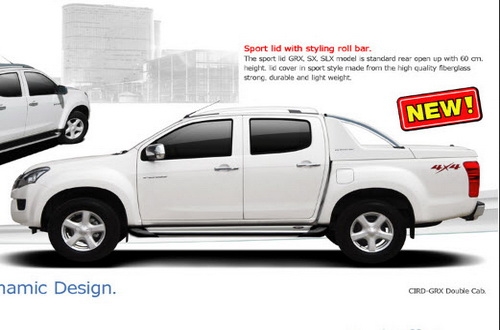 Sport lid with styling roll bar.
The sport lid GRX, SX, SLX model is standard rear open up with 60 cm.
height. lid cover in sport style made from the high quality fiberglass
strong, durable and light weight.
NEW!
4x4
namic Design.
CIRD-GRX Double Cab.